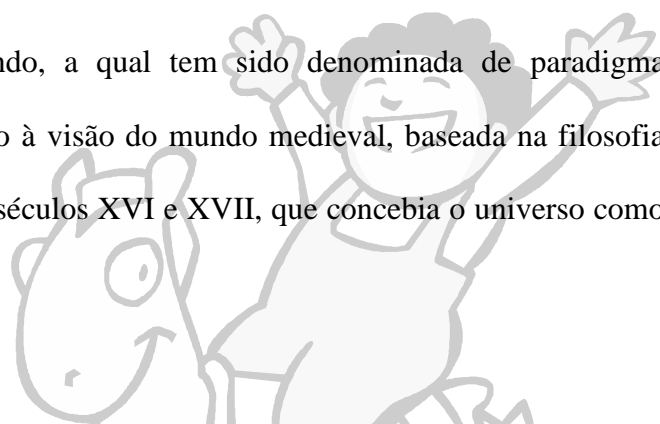 ndo, a qual tem sido denominada de paradigma
o à visão do mundo medieval, baseada na filosofia
séculos XVI e XVII, que concebia o universo como